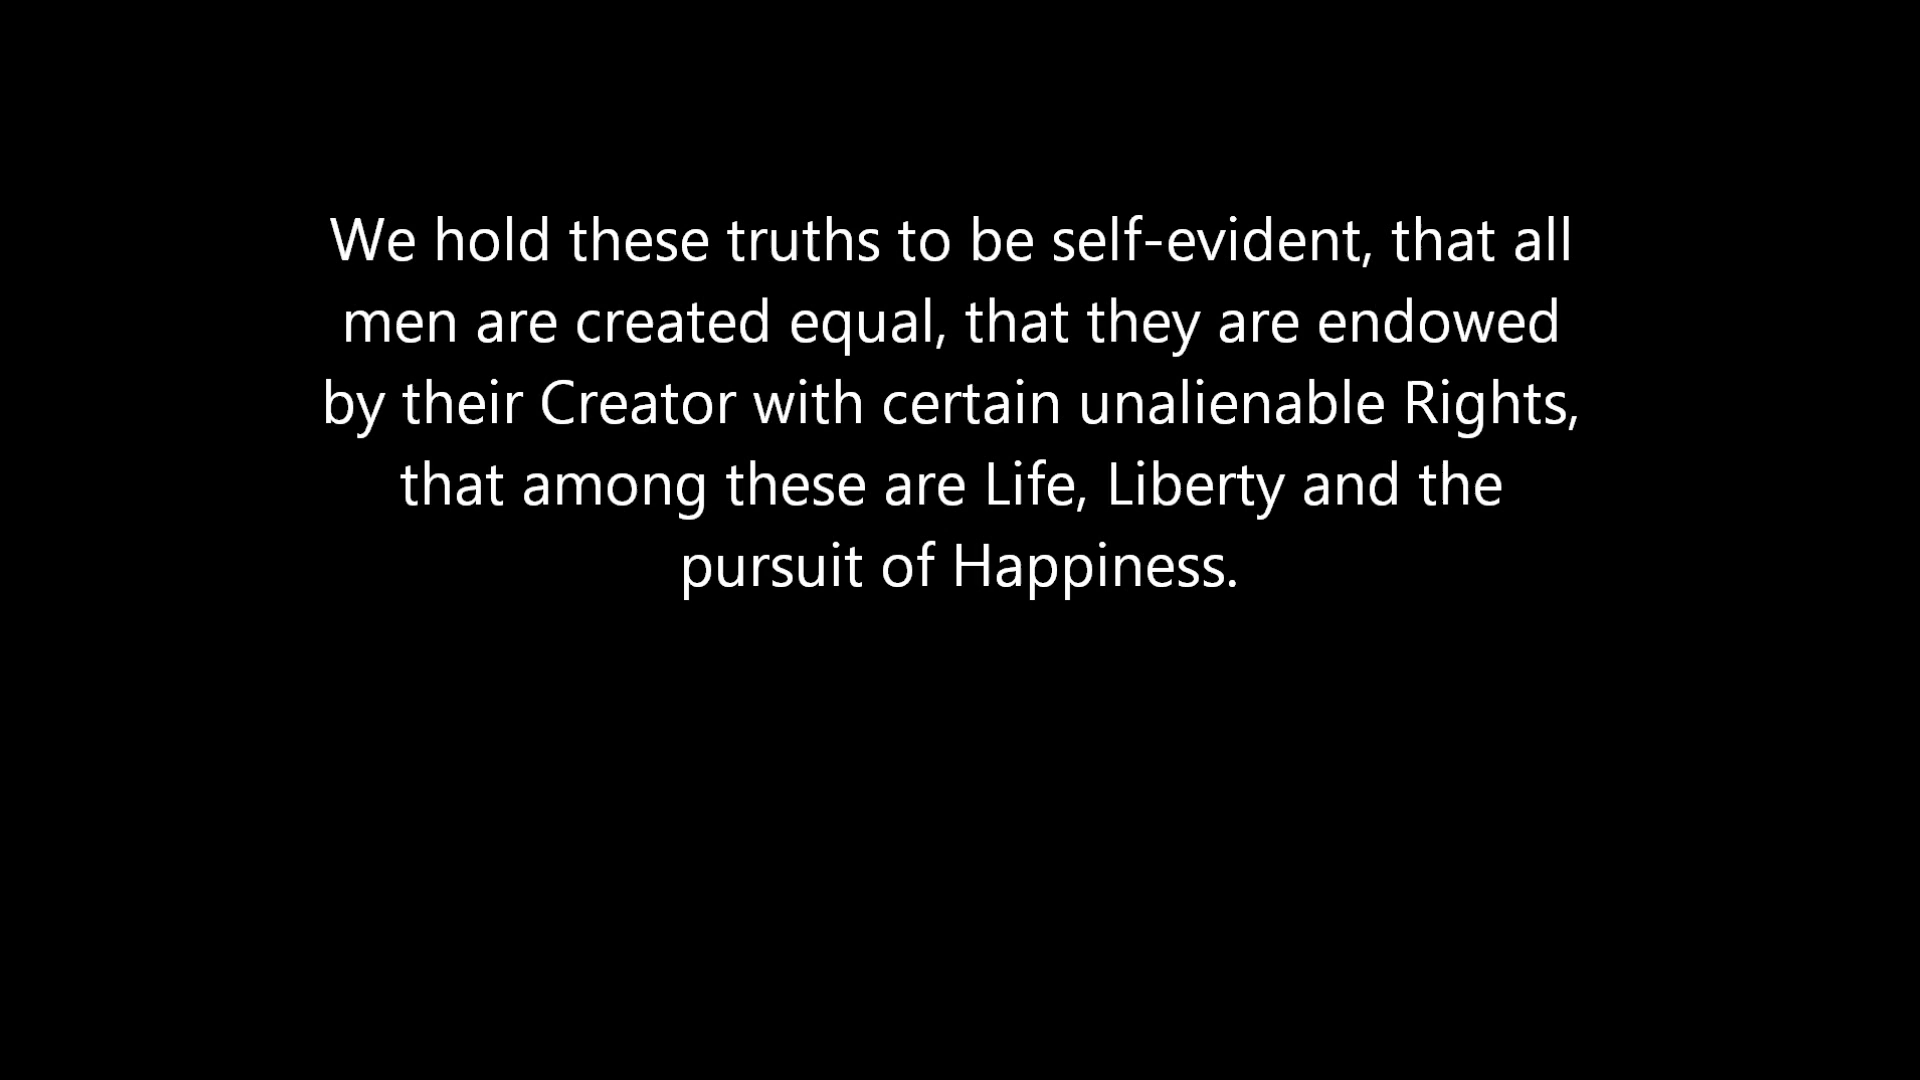 We hold these truths to be self-evident, that all
men are created equal, that they are endowed
by their Creator with certain unalienable Rights,
that among these are Life, Liberty and the
pursuit of Happiness.